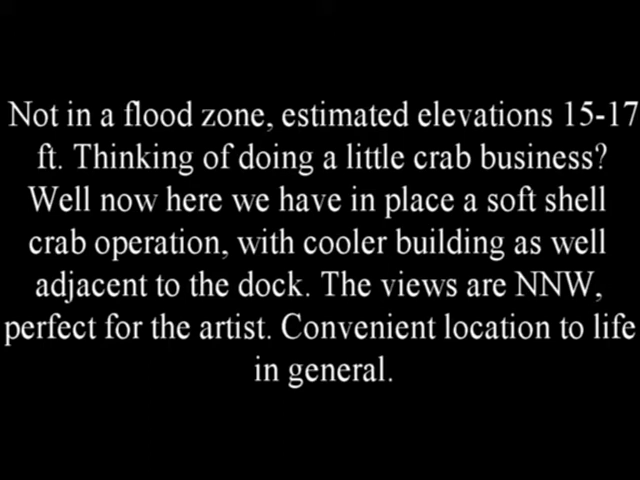 Not in a flood zone, estimated elevations 15-17
ft. Thinking of doing a little crab business?
Well now here we have in place a soft shell
crab operation, with cooler building as well
adjacent to the dock. The views are NNW,
perfect for the artist. Convenient location to life
in general.